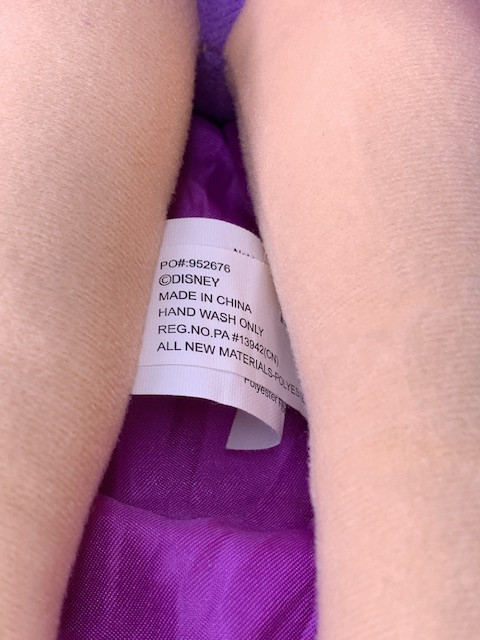 PO#:952676
©DISNEY
MADE IN CHINA
HAND WASH ONLY
REG.NO.PA #13942(CN)
ALL NEW MATERIALS-POLYES
Polyester